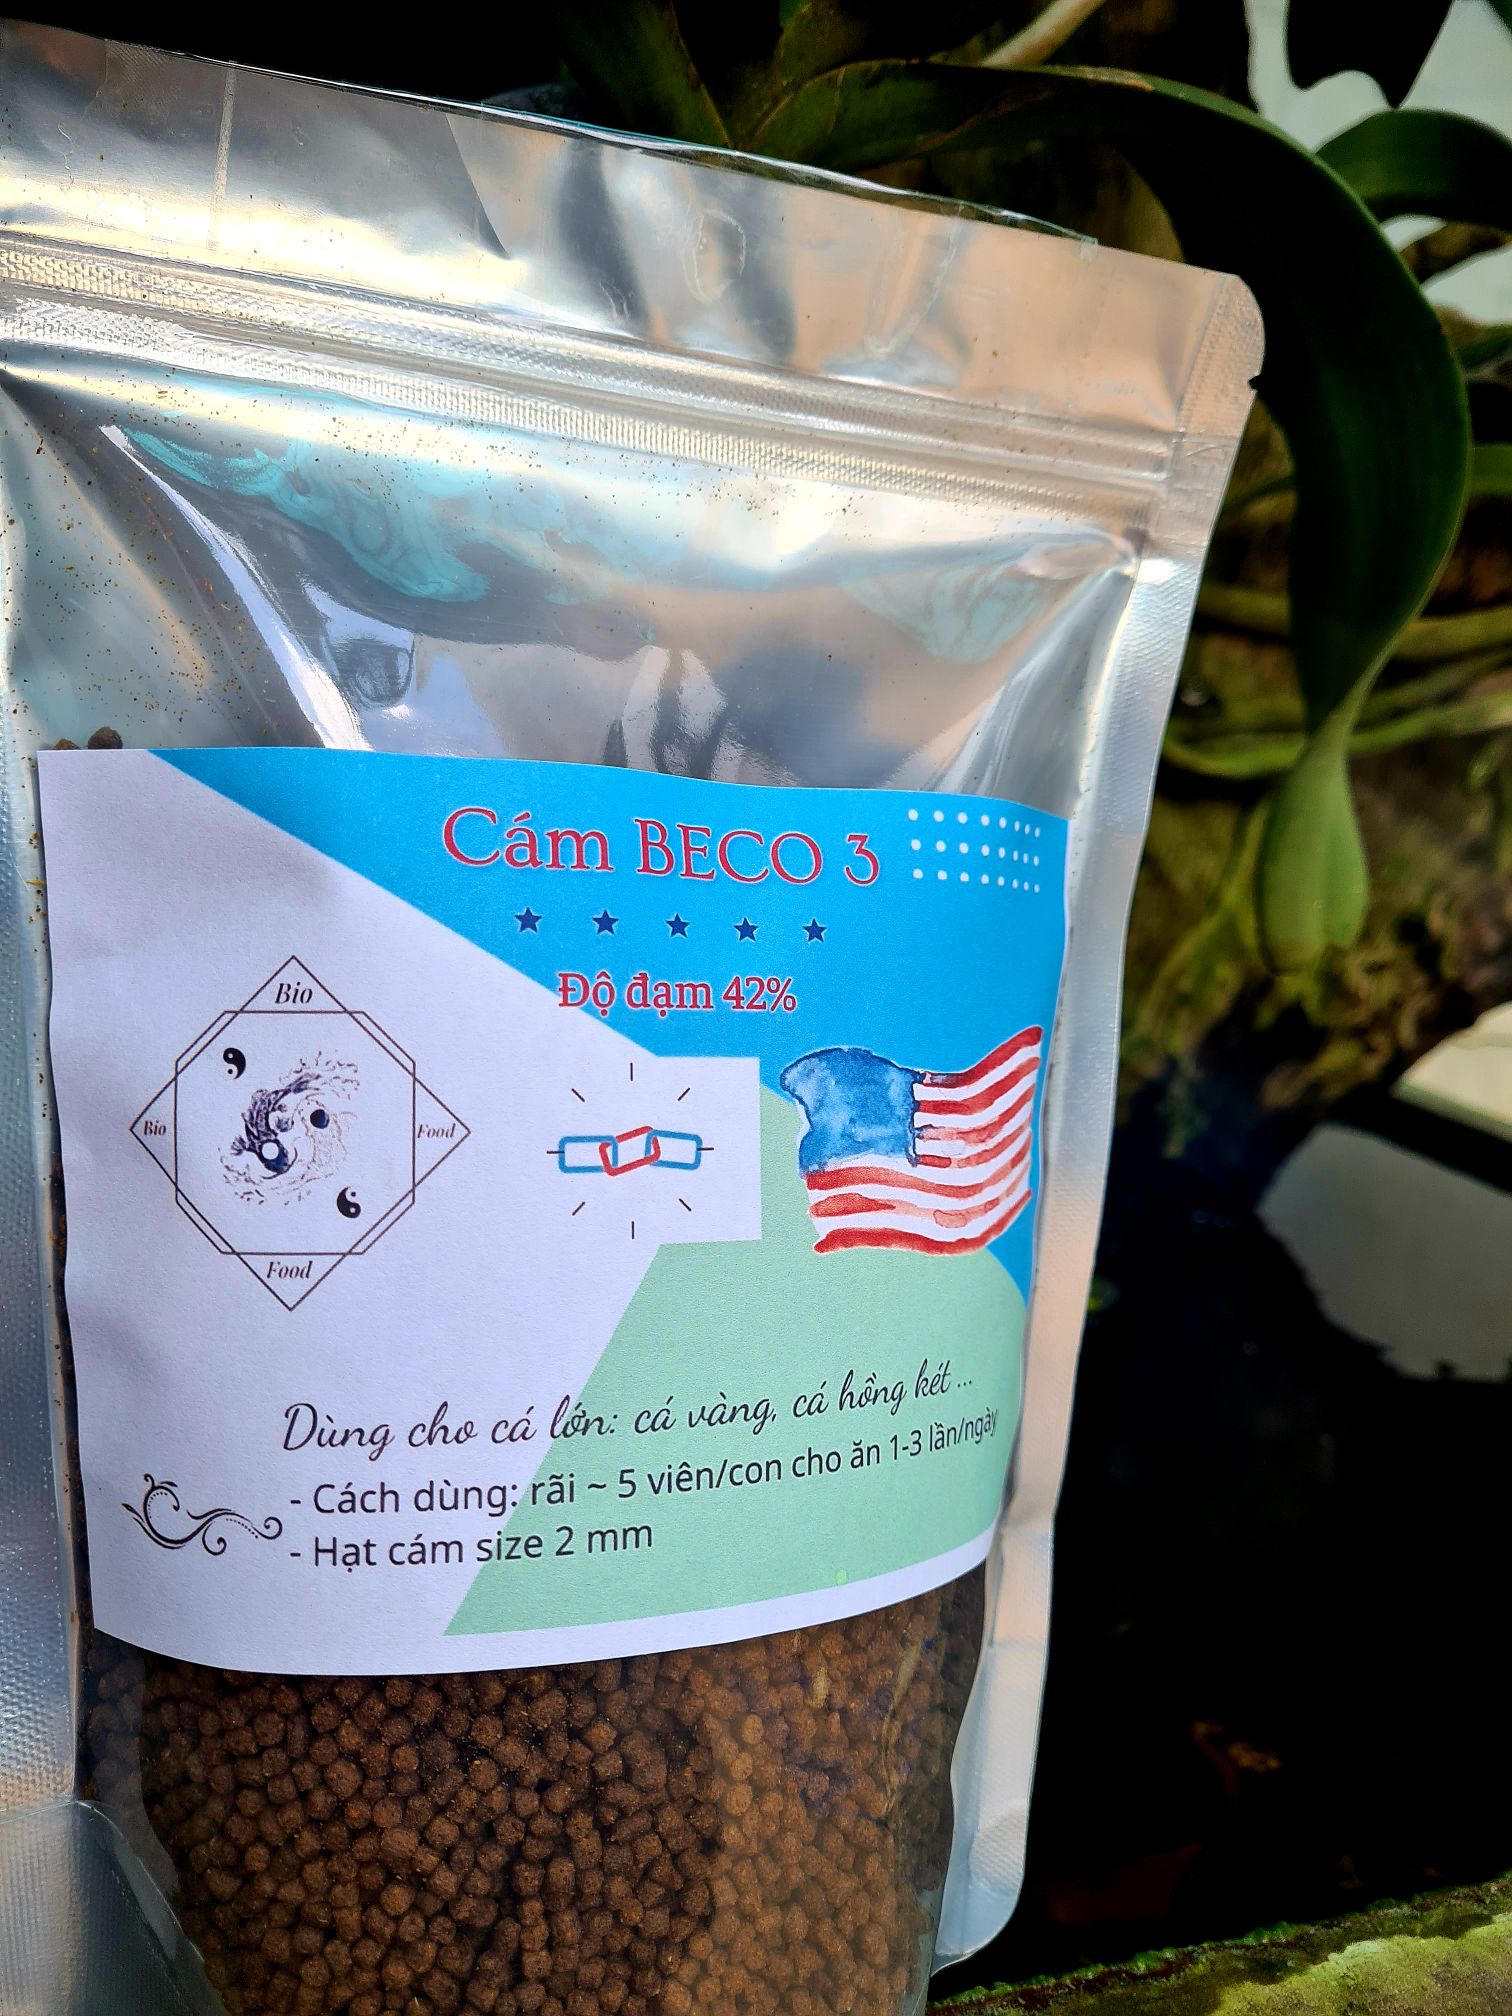 Cám BECO 3
Độ đạm 42%
Bio
Bio
Food
Food
Dùng cho cá lớn: cá vàng, cá hồng két ...
- Cách dùng: rãi ~ 5 viên/con cho ăn 1-3 lần/ngày
- Hạt cám size 2 mm